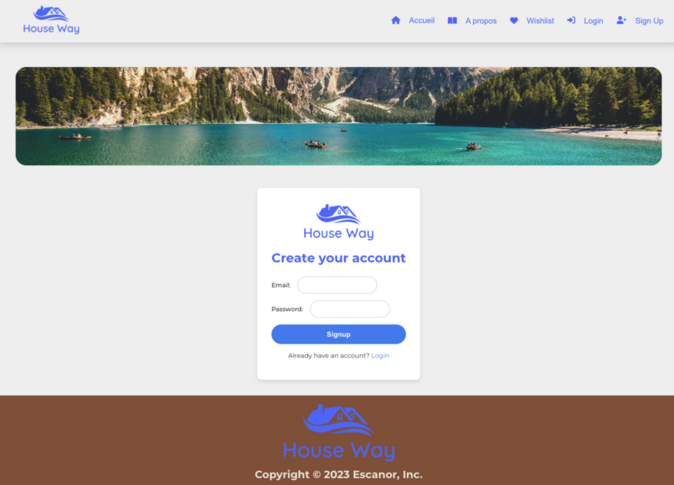 House Way
Accueil A propos Wishlist Login Sign Up
House Way
Create your account
Email:
Password:
Signup
Already have an account? Login
House Way
Copyright © 2023 Escanor, Inc.